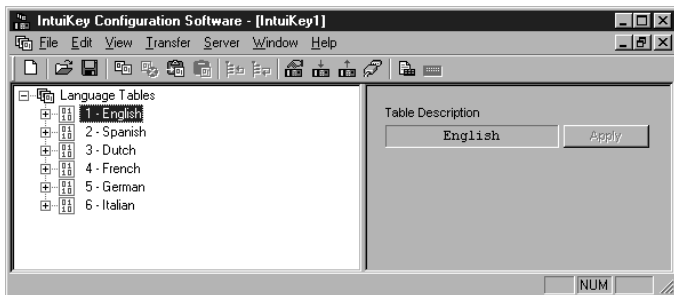 IntuiKey Configuration Software - [IntuiKey1]
File Edit View Transfer Server Window Help
Language Tables
1 - English
2 - Spanish
3 - Dutch
4 - French
5 - German
6 - Italian
Table Description
English Apply
NUM